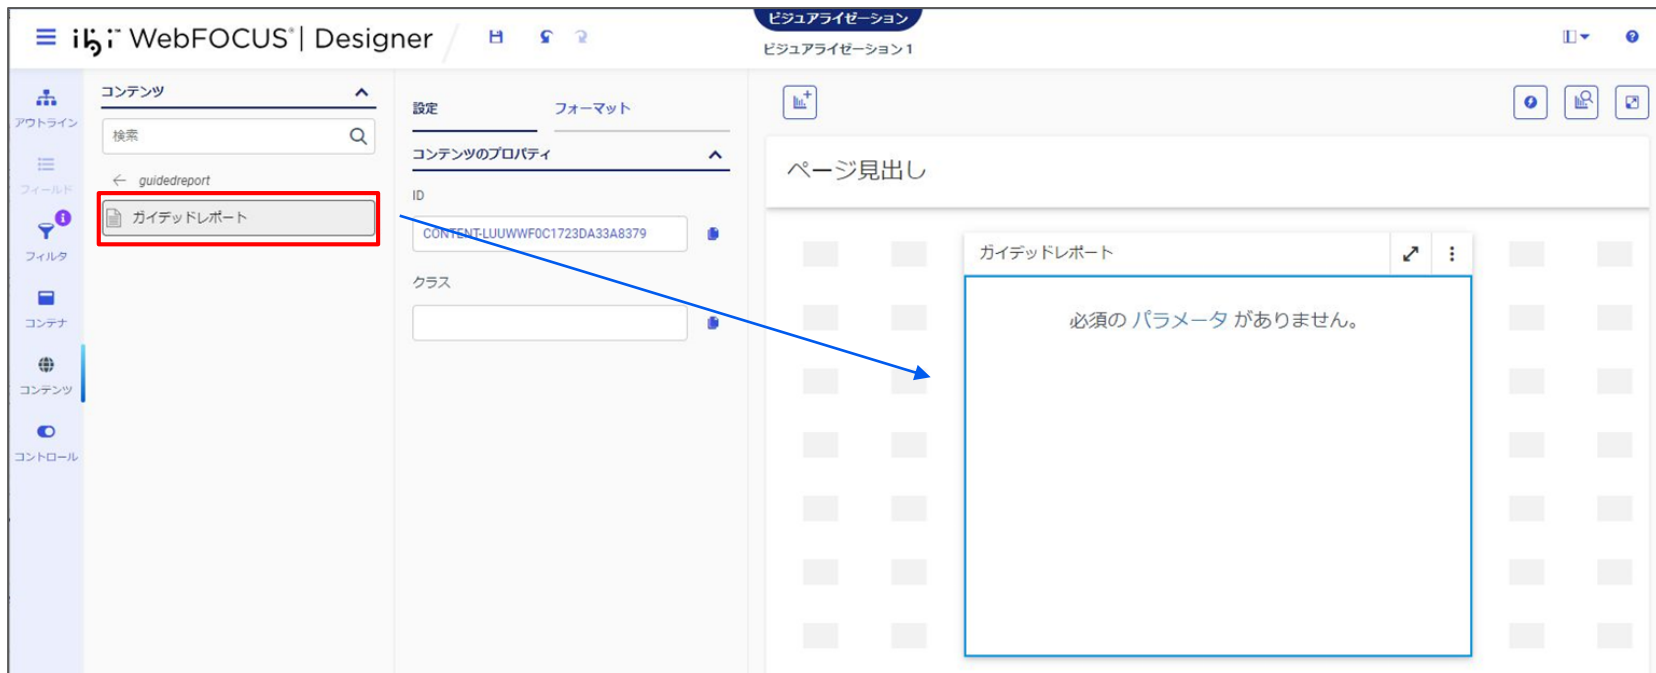 ibi™ WebFOCUS® | Designer
ビジュアライゼーション
ビジュアライゼーション 1
アウトライン
フィールド
フィルタ
コンテナ
コンテンツ
コントロール
コンテンツ
検索
guidedreport
ガイデッドレポート
設定
フォーマット
コンテンツのプロパティ
ID
CONTENT-LUUWWF0C1723DA33A8379
クラス
ページ見出し
ガイデッドレポート
必須の パラメータ がありません。